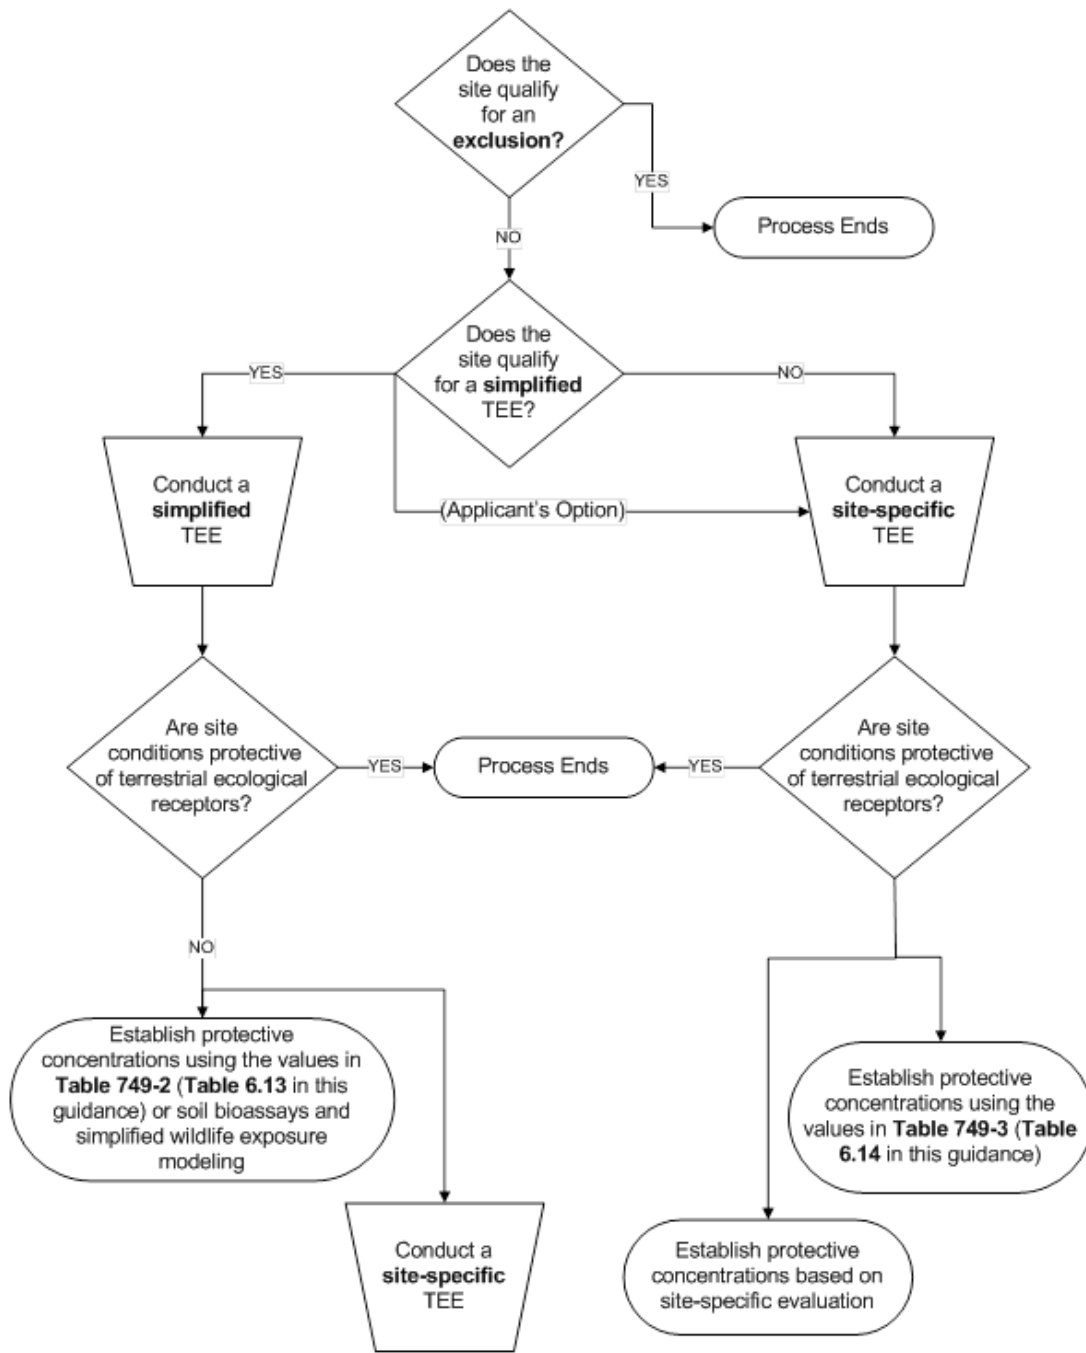 Does the
site qualify
for an
exclusion?
YES
Process Ends
NO
Does the
site qualify
for a simplified
TEE?
YES
NO
Conduct a
simplified
TEE
(Applicant's Option)
Conduct a
site-specific
TEE
Are site
conditions protective
of terrestrial ecological
receptors?
YES
Process Ends
YES
Are site
conditions protective
of terrestrial ecological
receptors?
NO
Establish protective
concentrations using the values in
Table 749-2 (Table 6.13 in this
guidance) or soil bioassays and
simplified wildlife exposure
modeling
Establish protective
concentrations using the
values in Table 749-3 (Table
6.14 in this guidance)
Conduct a
site-specific
TEE
Establish protective
concentrations based on
site-specific evaluation